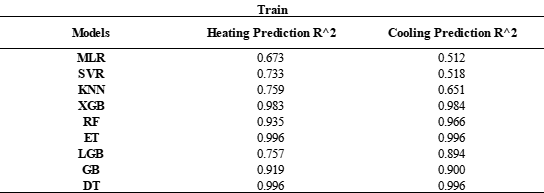 Train
Models Heating Prediction R^2 Cooling Prediction R^2
MLR 0.673 0.512
SVR 0.733 0.518
KNN 0.759 0.651
XGB 0.983 0.984
RF 0.935 0.966
ET 0.996 0.996
LGB 0.757 0.894
GB 0.919 0.900
DT 0.996 0.996